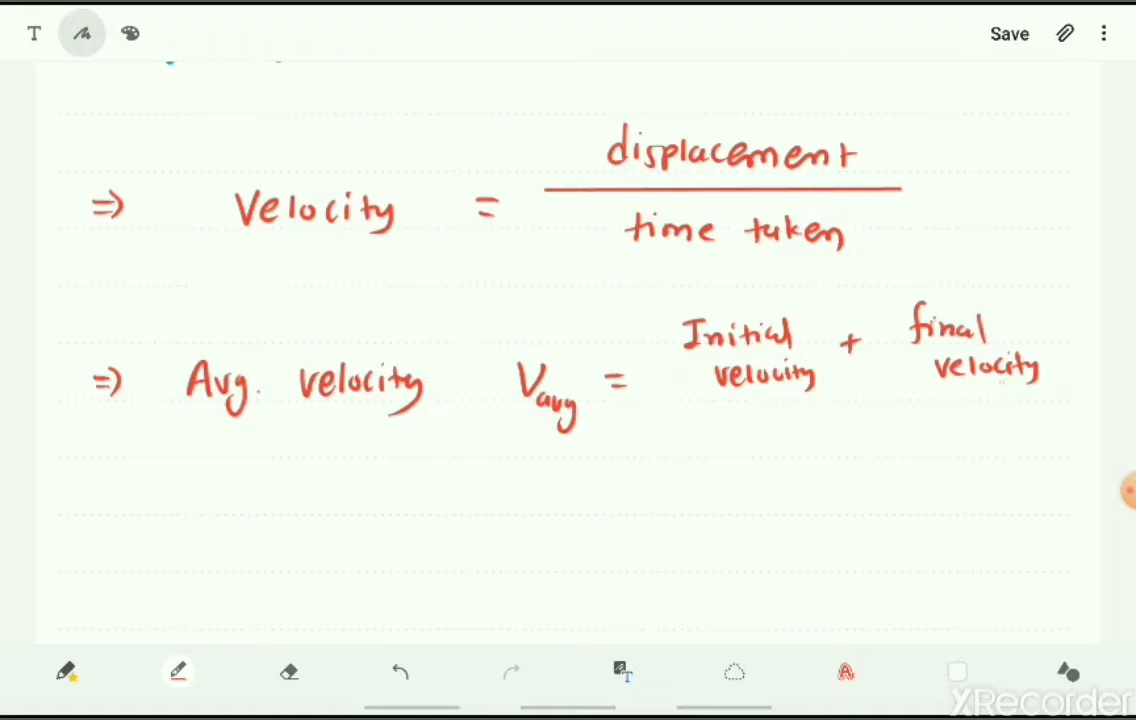 T Save
displacement
⇒ Velocity =
time taken
Initial + final
velocity velocity
⇒ Avg. velocity Vavg =
T A
XRecorder